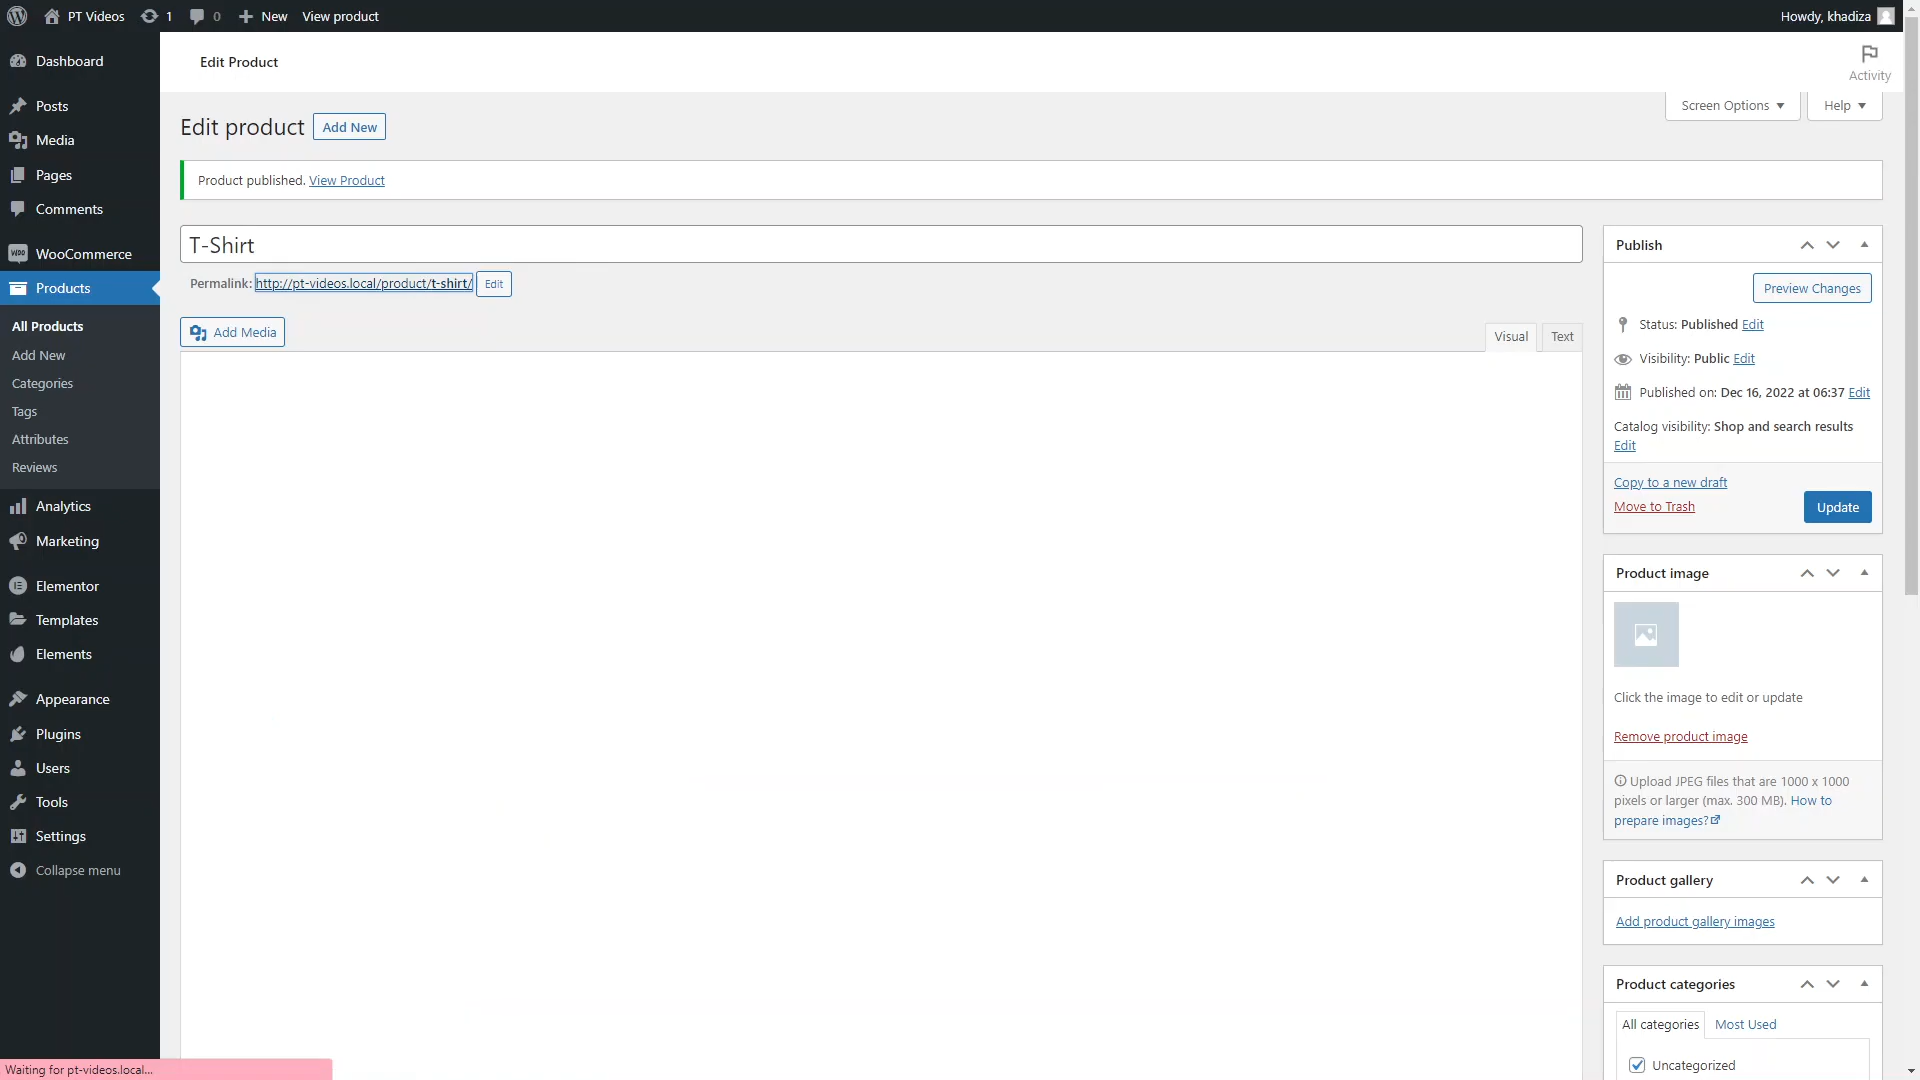 PT Videos
1
0
New
View product
Howdy, khadiza
Dashboard
Posts
Media
Pages
Comments
WooCommerce
Products
All Products
Add New
Categories
Tags
Attributes
Reviews
Analytics
Marketing
Elementor
Templates
Elements
Appearance
Plugins
Users
Tools
Settings
Collapse menu
Edit Product
Activity
Screen Options
Help
Edit product
Add New
Product published. View Product
T-Shirt
Permalink: http://pt-videos.local/product/t-shirt/ Edit
Add Media
Visual
Text
Publish
Preview Changes
Status: Published Edit
Visibility: Public Edit
Published on: Dec 16, 2022 at 06:37 Edit
Catalog visibility: Shop and search results
Edit
Copy to a new draft
Move to Trash
Update
Product image
Click the image to edit or update
Remove product image
Upload JPEG files that are 1000 x 1000
pixels or larger (max. 300 MB). How to
prepare images?
Product gallery
Add product gallery images
Product categories
All categories
Most Used
Uncategorized
Waiting for pt-videos.local...